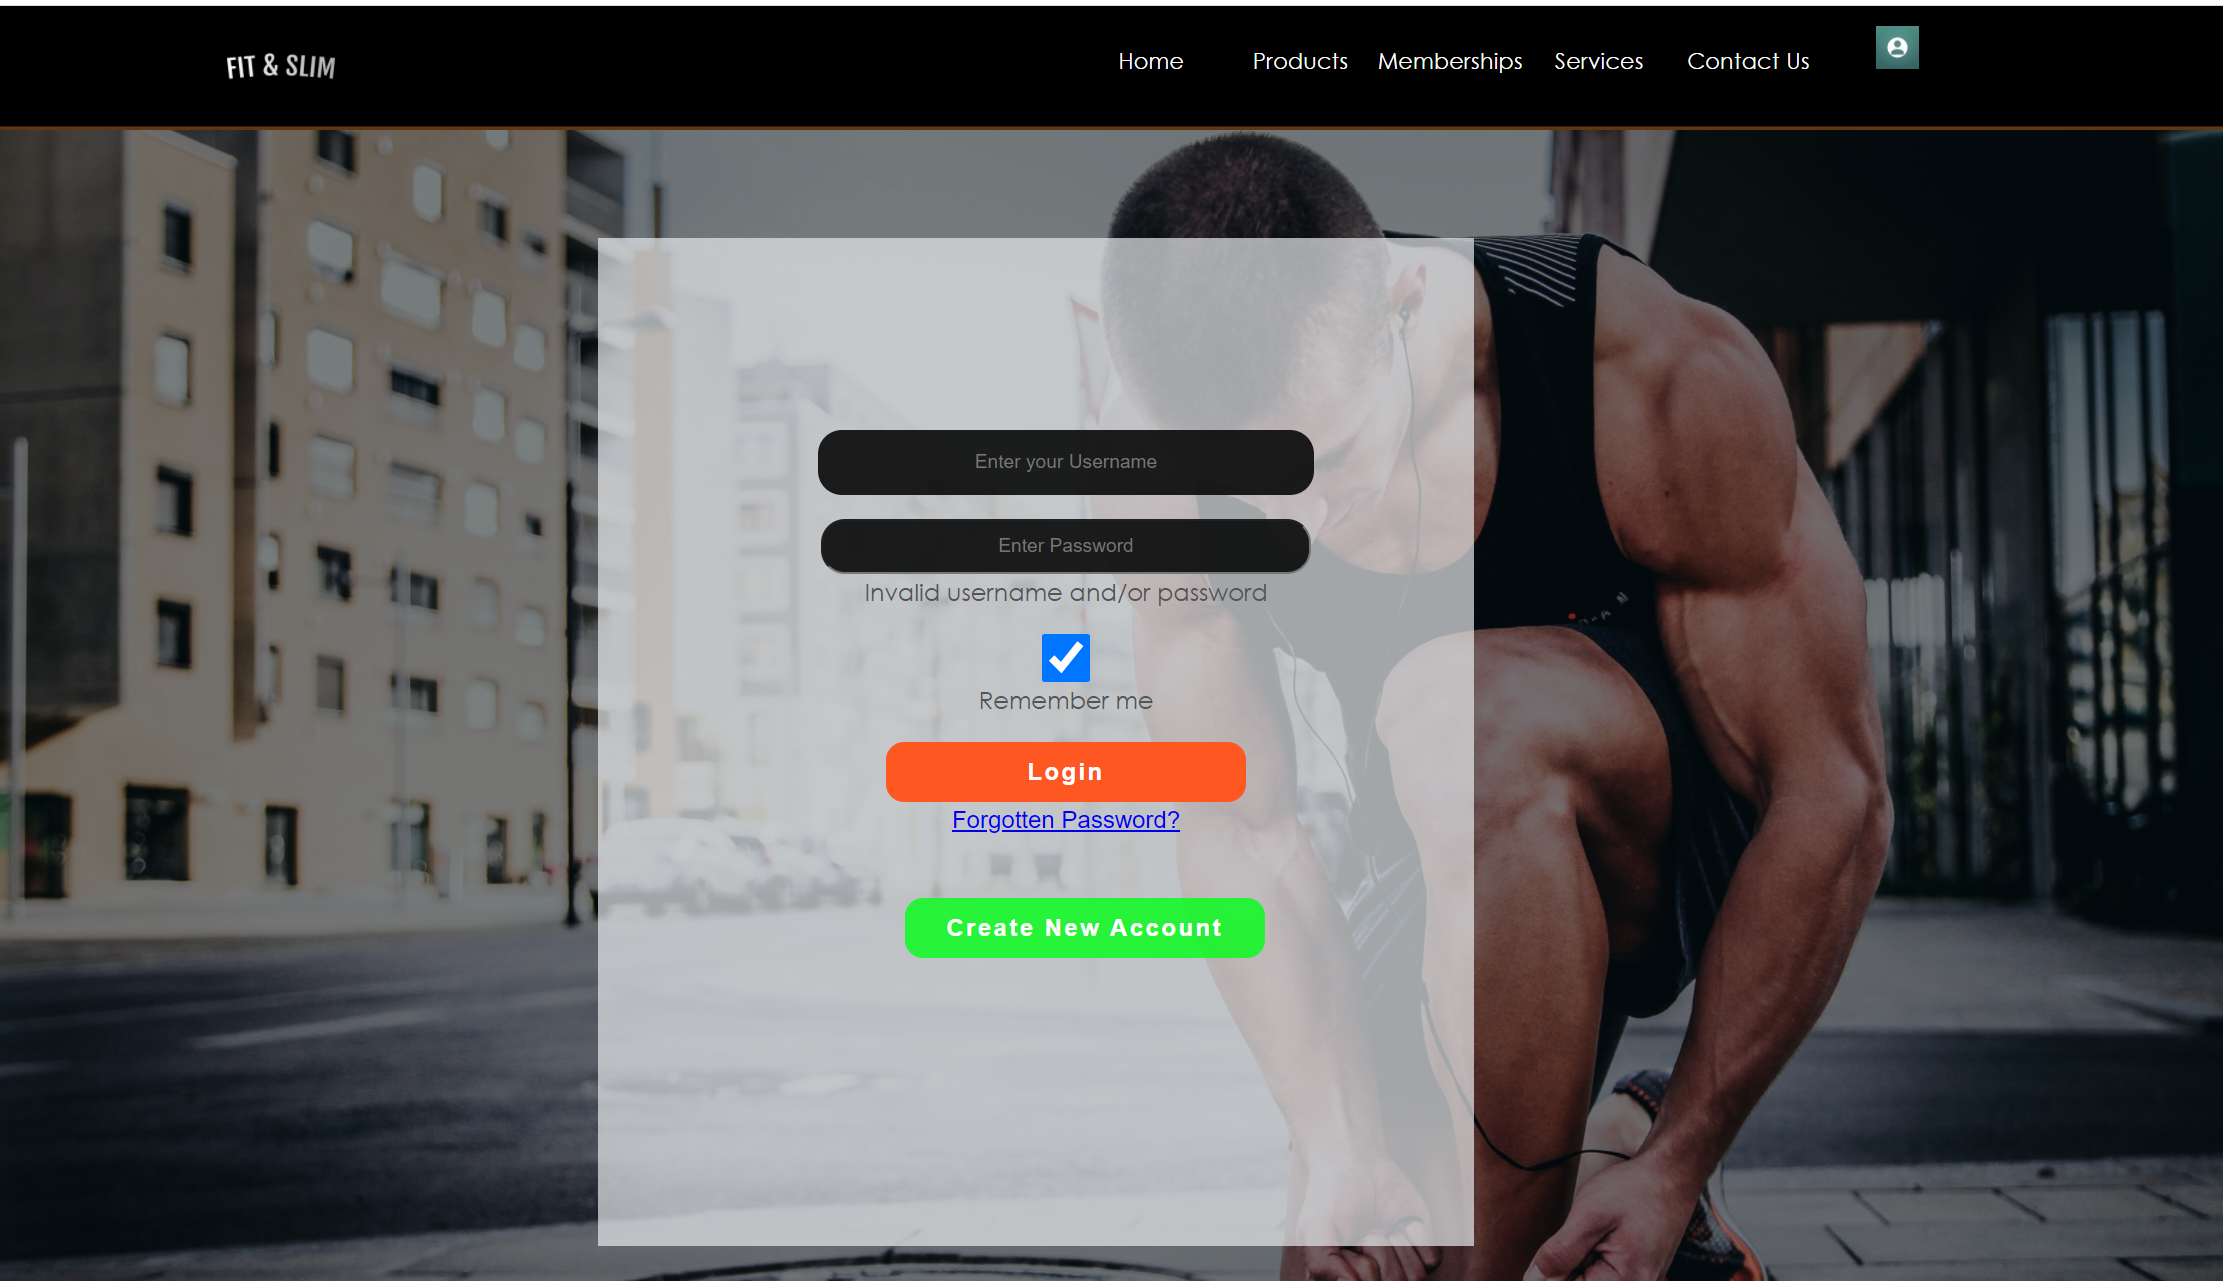 FIT & SLIM
Home Products Memberships Services Contact Us
Enter your Username
Enter Password
Invalid username and/or password
Remember me
Login
Forgotten Password?
Create New Account